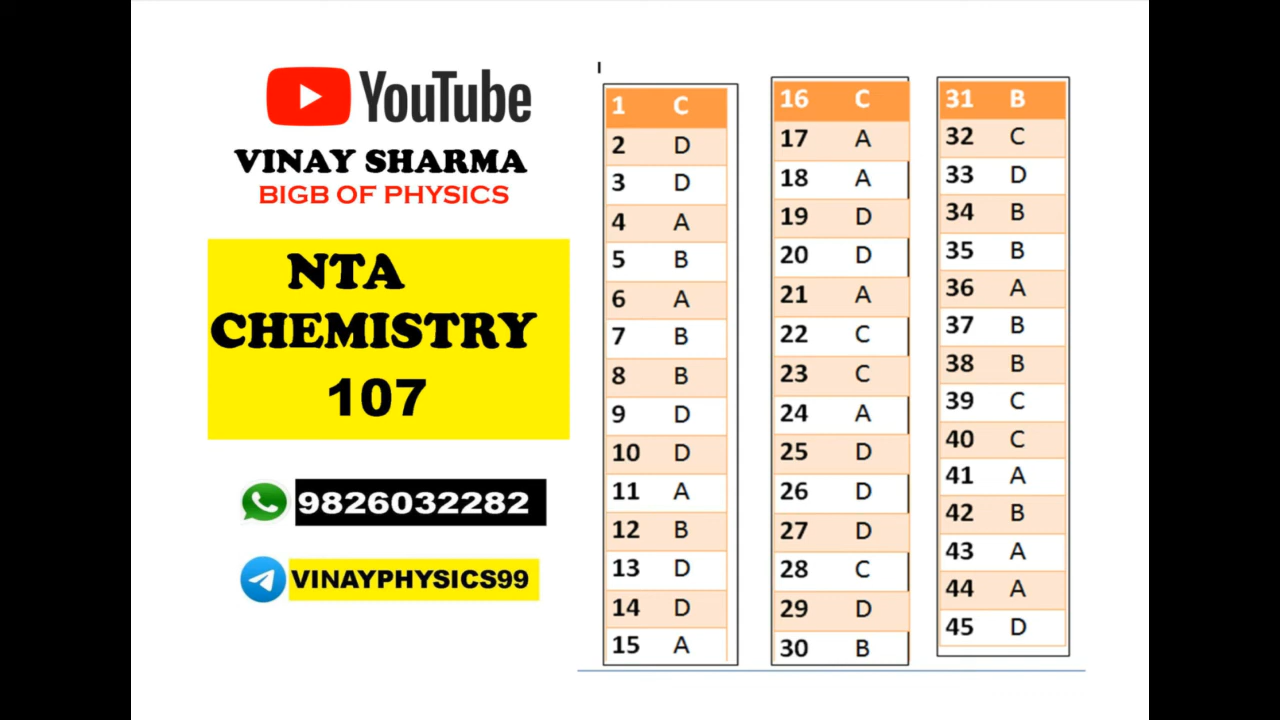 YouTube
VINAY SHARMA
BIGB OF PHYSICS
NTA
CHEMISTRY
107
9826032282
VINAYPHYSICS99
1 C
2 D
3 D
4 A
5 B
6 A
7 B
8 B
9 D
10 D
11 A
12 B
13 D
14 D
15 A
16 C
17 A
18 A
19 D
20 D
21 A
22 C
23 C
24 A
25 D
26 D
27 D
28 C
29 D
30 B
31 B
32 C
33 D
34 B
35 B
36 A
37 B
38 B
39 C
40 C
41 A
42 B
43 A
44 A
45 D